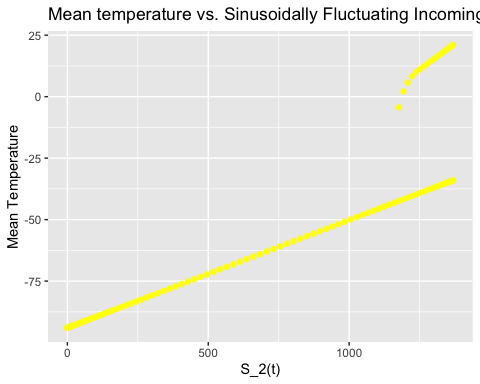 Mean temperature vs. Sinusoidally Fluctuating Incoming
25
0
-25
-50
-75
Mean Temperature
0 500 1000
S_2(t)